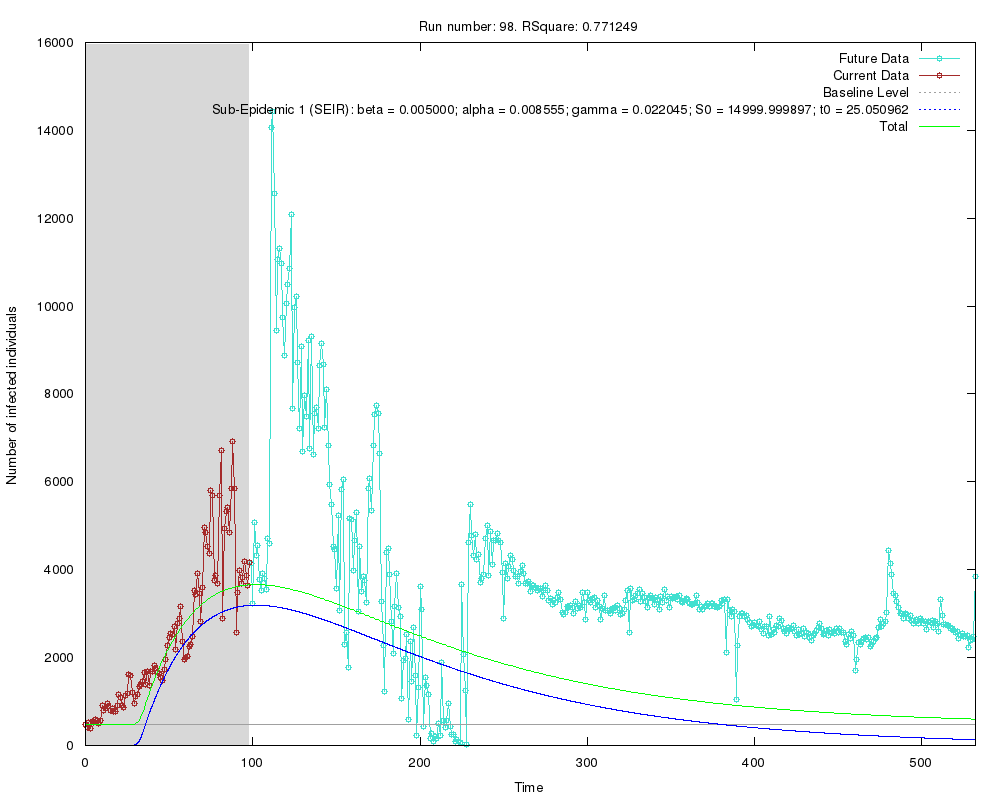 Run number: 98. RSquare: 0.771249
16000
14000
12000
10000
8000
6000
4000
2000
0
Number of infected individuals
Future Data
Current Data
Baseline Level
Sub-Epidemic 1 (SEIR): beta = 0.005000; alpha = 0.008555; gamma = 0.022045; S0 = 14999.999897; t0 = 25.050962
Total
0 100 200 300 400 500
Time